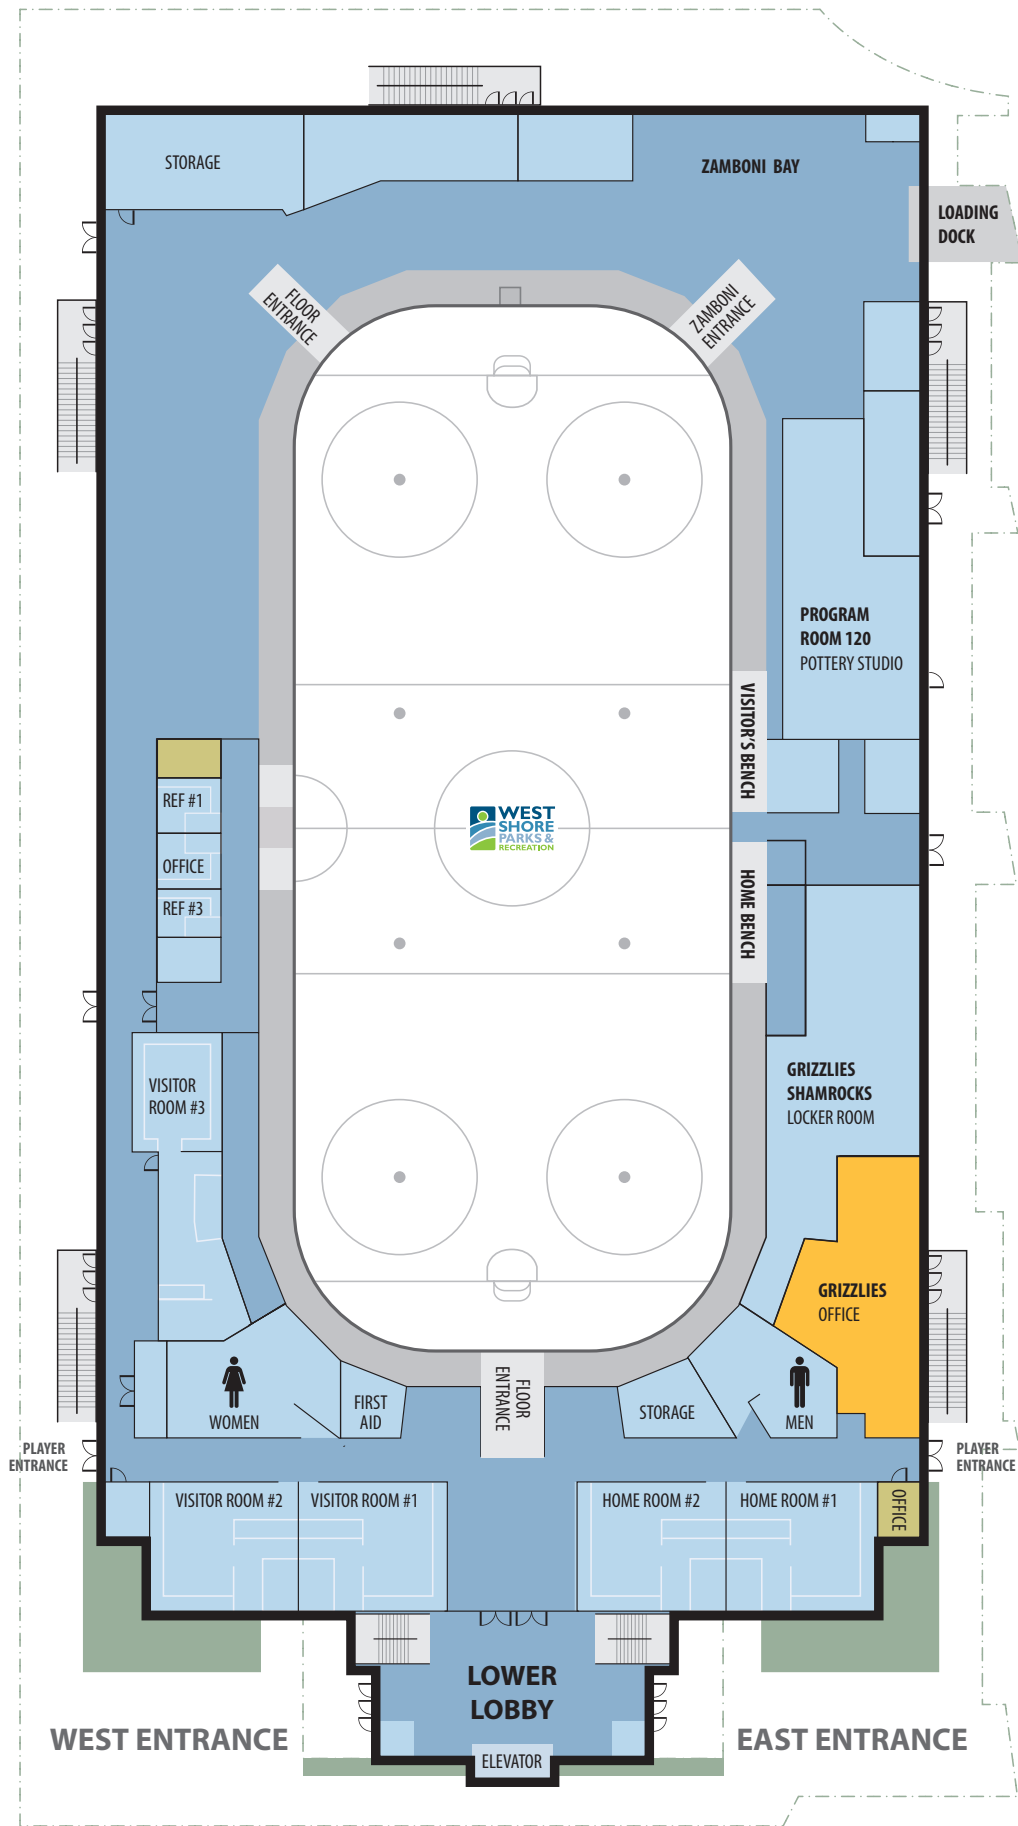 STORAGE
ZAMBONI BAY
LOADING
DOCK
FLOOR
ENTRANCE
ZAMBONI
ENTRANCE
PROGRAM
ROOM 120
POTTERY STUDIO
VISITOR'S BENCH
REF #1
OFFICE
REF #3
WEST
SHORE
PARKS &
RECREATION
HOME BENCH
VISITOR
ROOM #3
GRIZZLIES
SHAMROCKS
LOCKER ROOM
GRIZZLIES
OFFICE
WOMEN
FIRST
AID
FLOOR
ENTRANCE
STORAGE
MEN
PLAYER
ENTRANCE
PLAYER
ENTRANCE
VISITOR ROOM #2
VISITOR ROOM #1
HOME ROOM #2
HOME ROOM #1
OFFICE
LOWER
LOBBY
WEST ENTRANCE
EAST ENTRANCE
ELEVATOR